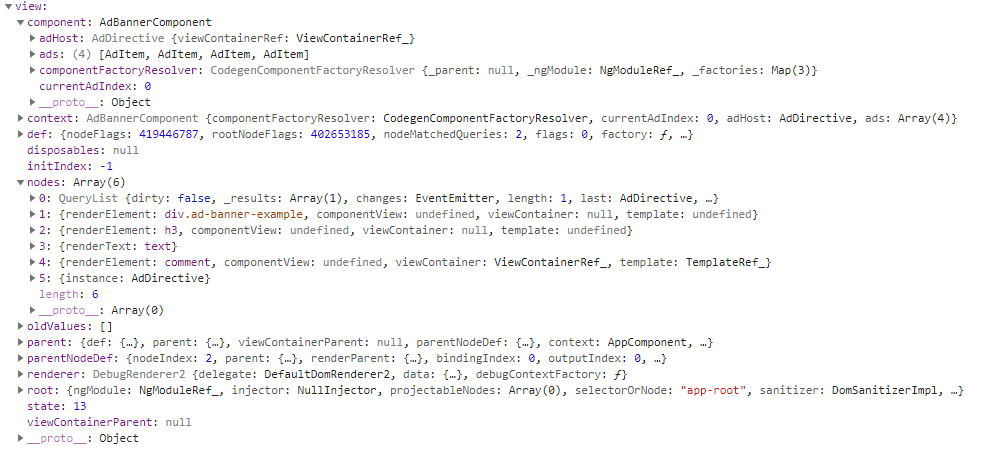 view:
component: AdBannerComponent
adHost: AdDirective {viewContainerRef: ViewContainerRef_}
ads: (4) [AdItem, AdItem, AdItem, AdItem]
componentFactoryResolver: CodegenComponentFactoryResolver {_parent: null, _ngModule: NgModuleRef_, _factories: Map(3)}
currentAdIndex: 0
__proto__: Object
context: AdBannerComponent {componentFactoryResolver: CodegenComponentFactoryResolver, currentAdIndex: 0, adHost: AdDirective, ads: Array(4)}
def: {nodeFlags: 419446787, rootNodeFlags: 402653185, nodeMatchedQueries: 2, flags: 0, factory: ƒ, …}
disposables: null
initIndex: -1
nodes: Array(6)
0: QueryList {dirty: false, _results: Array(1), changes: EventEmitter, length: 1, last: AdDirective, …}
1: {renderElement: div.ad-banner-example, componentView: undefined, viewContainer: null, template: undefined}
2: {renderElement: h3, componentView: undefined, viewContainer: null, template: undefined}
3: {renderText: text}
4: {renderElement: comment, componentView: undefined, viewContainer: ViewContainerRef_, template: TemplateRef_}
5: {instance: AdDirective}
length: 6
__proto__: Array(0)
oldValues: []
parent: {def: {…}, parent: {…}, viewContainerParent: null, parentNodeDef: {…}, context: AppComponent, …}
parentNodeDef: {nodeIndex: 2, parent: {…}, renderParent: {…}, bindingIndex: 0, outputIndex: 0, …}
renderer: DebugRenderer2 {delegate: DefaultDomRenderer2, data: {…}, debugContextFactory: ƒ}
root: {ngModule: NgModuleRef_, injector: NullInjector, projectableNodes: Array(0), selectorOrNode: "app-root", sanitizer: DomSanitizerImpl, …}
state: 13
viewContainerParent: null
__proto__: Object